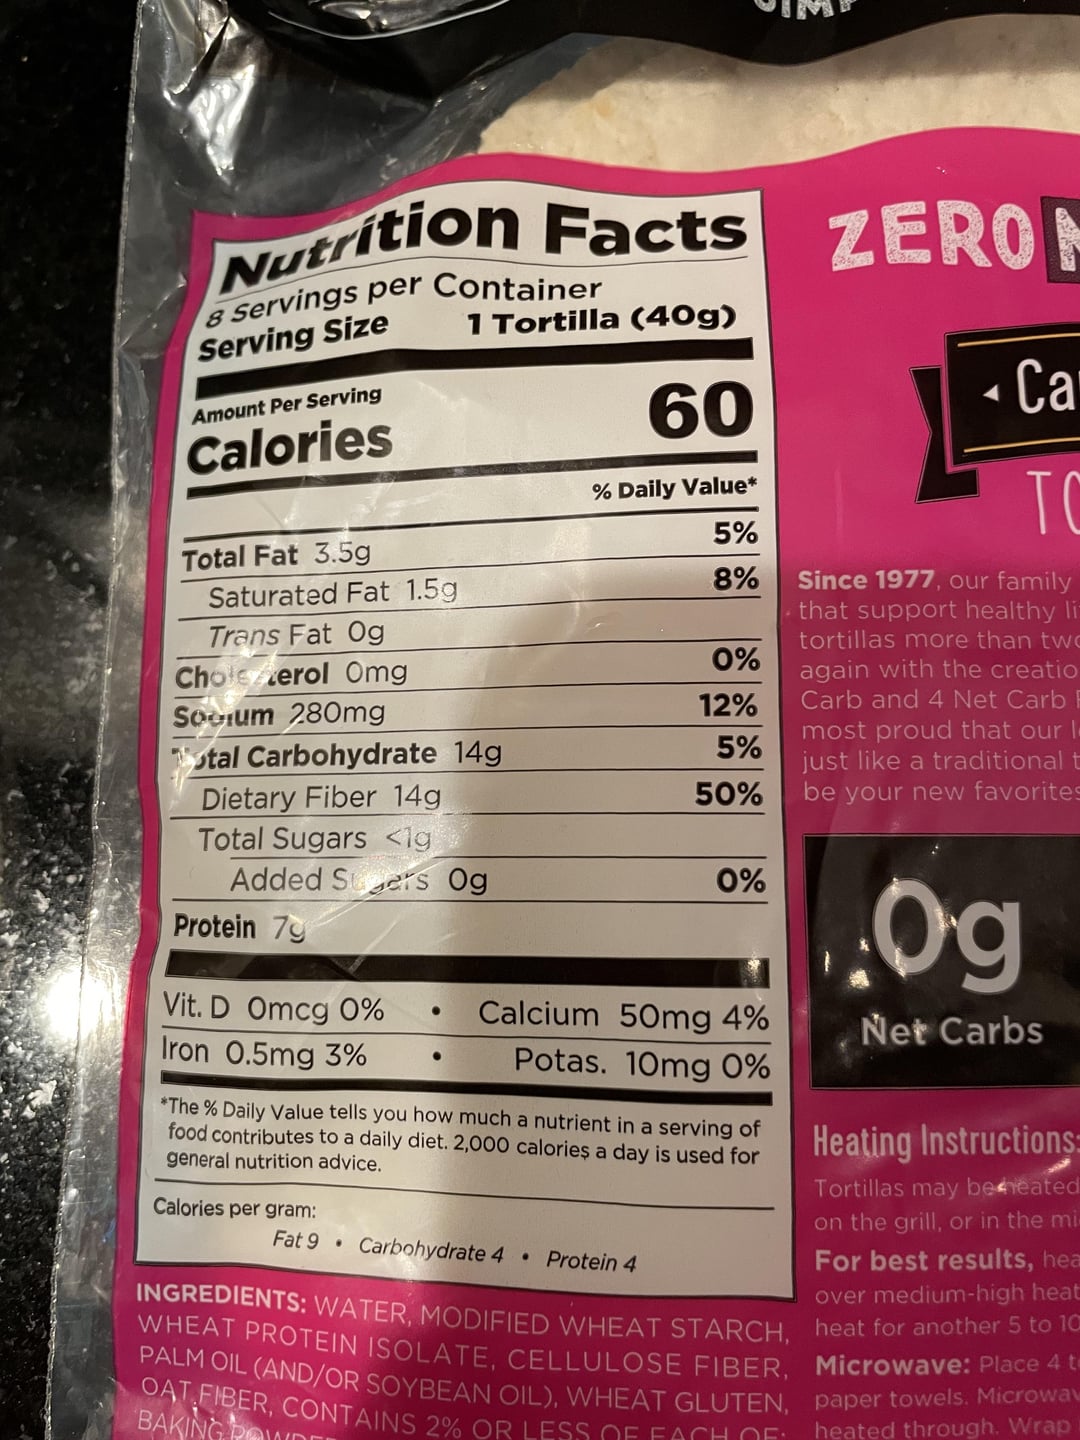 Nutrition Facts
8 Servings per Container
Serving Size 1 Tortilla (40g)
Amount Per Serving
Calories 60
% Daily Value*
Total Fat 3.5g 5%
Saturated Fat 1.5g 8%
Trans Fat 0g
Cholesterol 0mg 0%
Sodium 280mg 12%
Total Carbohydrate 14g 5%
Dietary Fiber 14g 50%
Total Sugars <1g
Added Sugars 0g 0%
Protein 7g
Vit. D 0mcg 0% • Calcium 50mg 4%
Iron 0.5mg 3% • Potas. 10mg 0%
*The % Daily Value tells you how much a nutrient in a serving of
food contributes to a daily diet. 2,000 calories a day is used for
general nutrition advice.
Calories per gram:
Fat 9 • Carbohydrate 4 • Protein 4
INGREDIENTS: WATER, MODIFIED WHEAT STARCH,
WHEAT PROTEIN ISOLATE, CELLULOSE FIBER,
PALM OIL (AND/OR SOYBEAN OIL), WHEAT GLUTEN,
OAT FIBER, CONTAINS 2% OR LESS OF EACH OF:
BAKING
ZERO
Since 1977, our family
that support healthy
tortillas more than
again with the
Carb and 4 Net Carb
most proud that our
just like a traditional
be your new favorites
0g
Net Carbs
Heating Instructions:
Tortillas may be heated
on the grill, or in the
For best results,
over medium-high heat
heat for another 5 to 10
Microwave: Place 4
paper towels.
heated through. Wrap